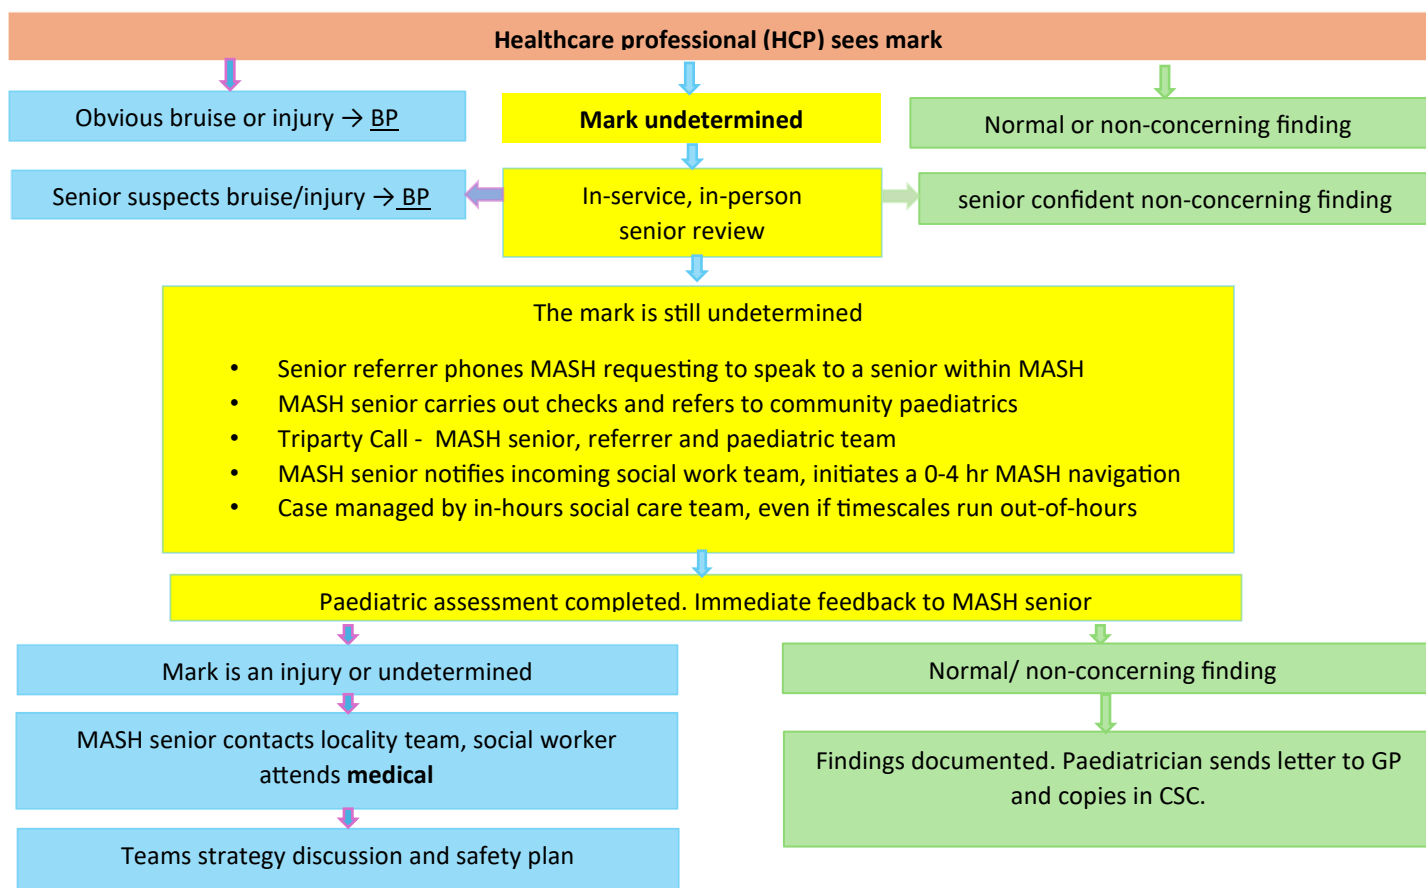 Healthcare professional (HCP) sees mark
Obvious bruise or injury → BP
Mark undetermined
Normal or non-concerning finding
Senior suspects bruise/injury → BP
In-service, in-person
senior review
senior confident non-concerning finding
The mark is still undetermined
• Senior referrer phones MASH requesting to speak to a senior within MASH
• MASH senior carries out checks and refers to community paediatrics
• Triparty Call - MASH senior, referrer and paediatric team
• MASH senior notifies incoming social work team, initiates a 0-4 hr MASH navigation
• Case managed by in-hours social care team, even if timescales run out-of-hours
Paediatric assessment completed. Immediate feedback to MASH senior
Mark is an injury or undetermined
Normal/ non-concerning finding
MASH senior contacts locality team, social worker
attends medical
Findings documented. Paediatrician sends letter to GP
and copies in CSC.
Teams strategy discussion and safety plan